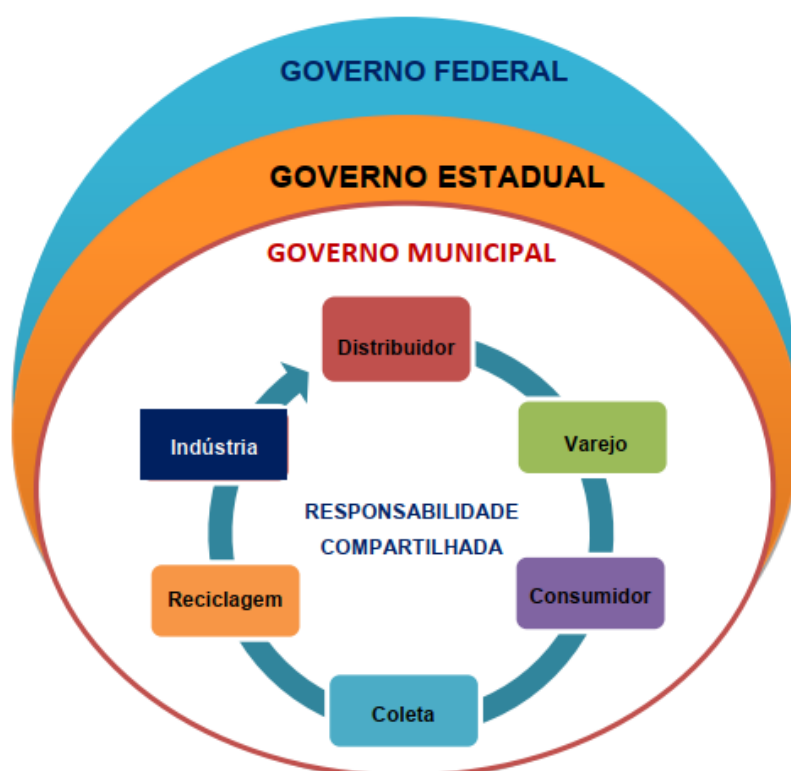 GOVERNO FEDERAL
GOVERNO ESTADUAL
GOVERNO MUNICIPAL
Distribuidor
Indústria
Varejo
RESPONSABILIDADE
COMPARTILHADA
Reciclagem
Consumidor
Coleta